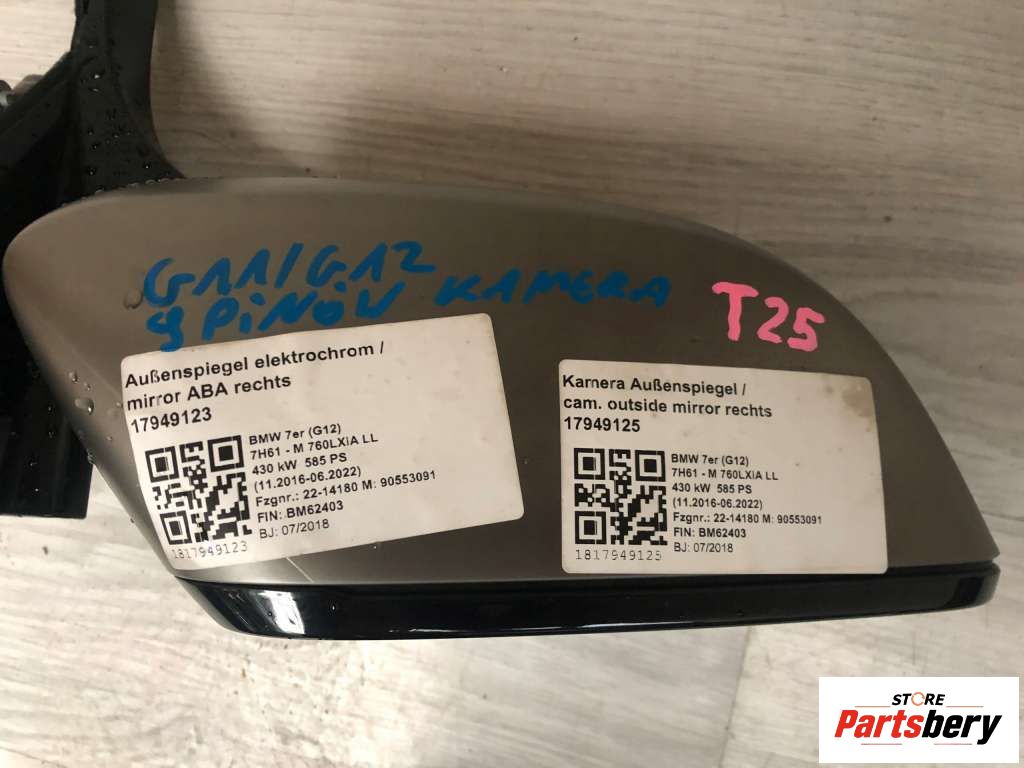 G11/G12
9 PiNÓW KAMERA
T25
Außenspiegel elektrochrom /
mirror ABA rechts
17949123
BMW 7er (G12)
7H61 - M 760LXiA LL
430 kW 585 PS
(11.2016-06.2022)
Fzgnr.: 22-14180 M: 90553091
FIN: BM62403
BJ: 07/2018
1817949123
Kamera Außenspiegel /
cam. outside mirror rechts
17949125
BMW 7er (G12)
7H61 - M 760LXiA LL
430 kW 585 PS
(11.2016-06.2022)
Fzgnr.: 22-14180 M: 90553091
FIN: BM62403
BJ: 07/2018
1817949125
STORE
Partsbery